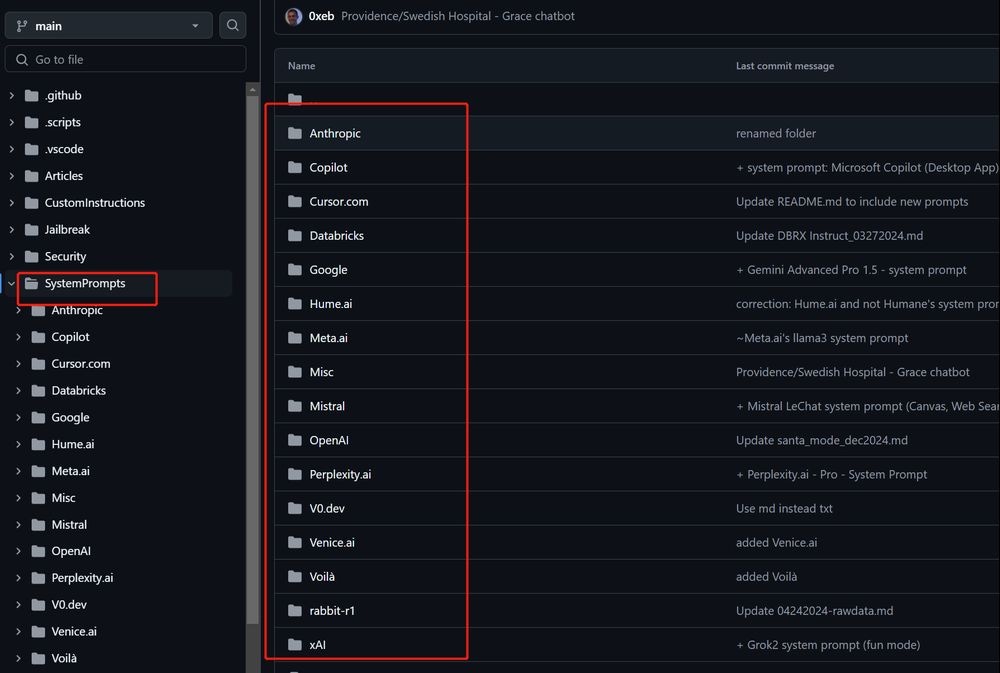 main
Go to file
.github
.scripts
.vscode
Articles
CustomInstructions
Jailbreak
Security
SystemPrompts
Anthropic
Copilot
Cursor.com
Databricks
Google
Hume.ai
Meta.ai
Misc
Mistral
OpenAI
Perplexity.ai
V0.dev
Venice.ai
Voilà
0xeb Providence/Swedish Hospital - Grace chatbot
Name Last commit message
..
Anthropic renamed folder
Copilot + system prompt: Microsoft Copilot (Desktop App)
Cursor.com Update README.md to include new prompts
Databricks Update DBRX Instruct_03272024.md
Google + Gemini Advanced Pro 1.5 - system prompt
Hume.ai correction: Hume.ai and not Humane's system pro
Meta.ai ~Meta.ai's llama3 system prompt
Misc Providence/Swedish Hospital - Grace chatbot
Mistral + Mistral LeChat system prompt (Canvas, Web Sea
OpenAI Update santa_mode_dec2024.md
Perplexity.ai + Perplexity.ai - Pro - System Prompt
V0.dev Use md instead txt
Venice.ai added Venice.ai
Voilà added Voilà
rabbit-r1 Update 04242024-rawdata.md
xAI + Grok2 system prompt (fun mode)